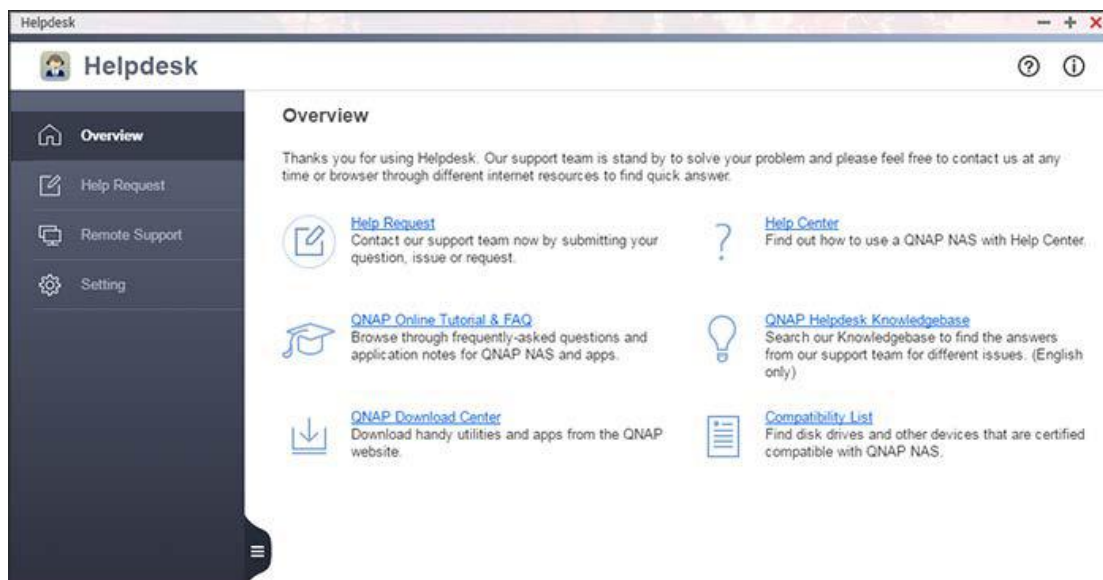 Helpdesk
Helpdesk
Overview
Help Request
Remote Support
Setting
Overview
Thanks you for using Helpdesk. Our support team is stand by to solve your problem and please feel free to contact us at any
time or browser through different internet resources to find quick answer.
Help Request
Contact our support team now by submitting your
question, issue or request.
Help Center
Find out how to use a QNAP NAS with Help Center.
QNAP Online Tutorial & FAQ
Browse through frequently-asked questions and
application notes for QNAP NAS and apps.
QNAP Helpdesk Knowledgebase
Search our Knowledgebase to find the answers
from our support team for different issues. (English
only)
QNAP Download Center
Download handy utilities and apps from the QNAP
website.
Compatibility List
Find disk drives and other devices that are certified
compatible with QNAP NAS.